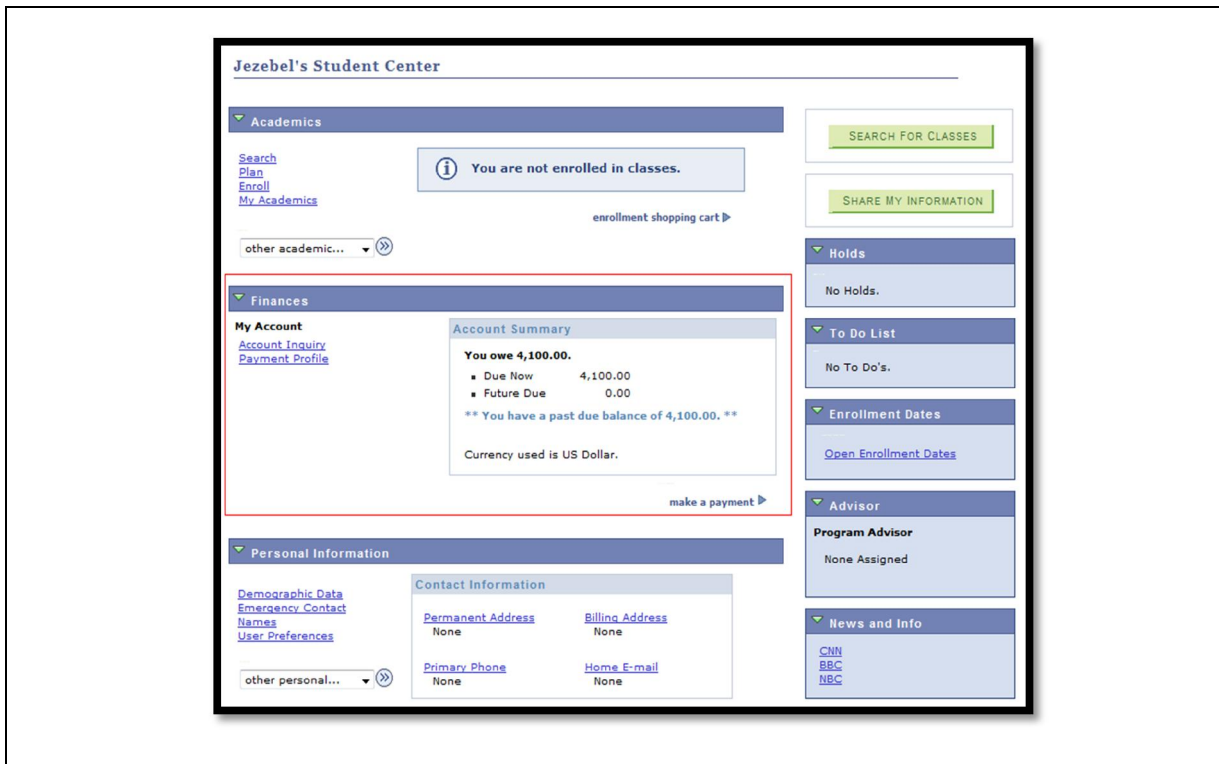 Jezebel's Student Center
Academics
Search
Plan
Enroll
My Academics
other academic...
You are not enrolled in classes.
enrollment shopping cart
Finances
My Account
Account Inquiry
Payment Profile
Account Summary
You owe 4,100.00.
Due Now 4,100.00
Future Due 0.00
** You have a past due balance of 4,100.00. **
Currency used is US Dollar.
make a payment
Personal Information
Demographic Data
Emergency Contact
Names
User Preferences
other personal...
Contact Information
Permanent Address Billing Address
None None
Primary Phone Home E-mail
None None
SEARCH FOR CLASSES
SHARE MY INFORMATION
Holds
No Holds.
To Do List
No To Do's.
Enrollment Dates
Open Enrollment Dates
Advisor
Program Advisor
None Assigned
News and Info
CNN
BBC
NBC